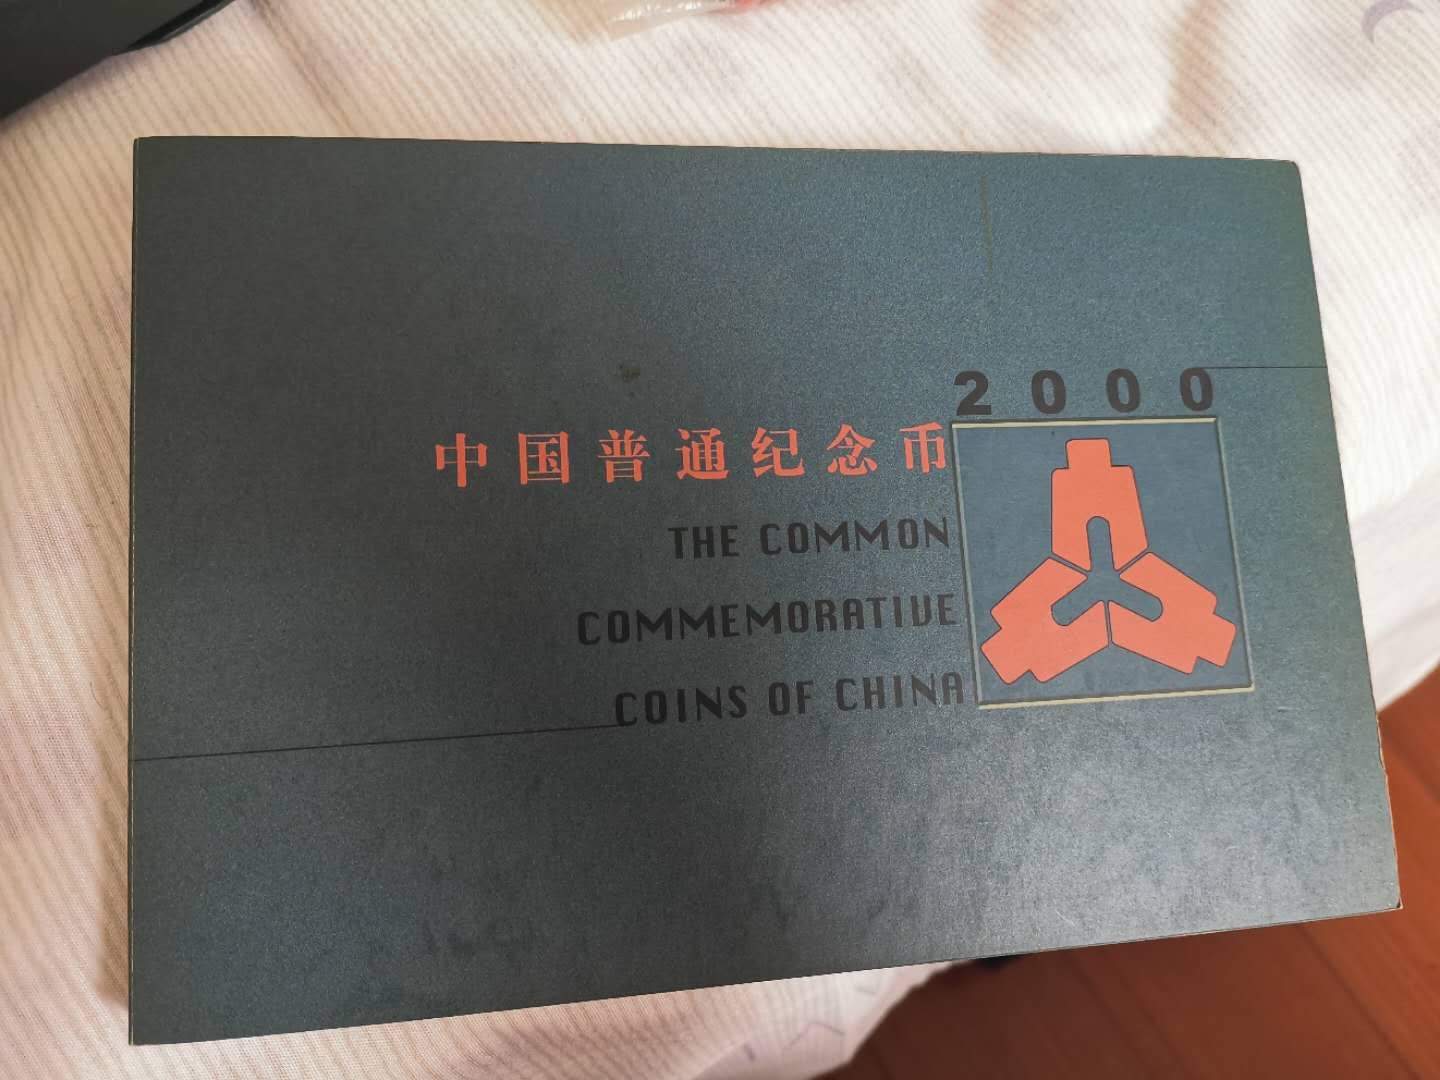 2000
中国普通纪念币
THE COMMON
COMMEMORATIVE
COINS OF CHINA